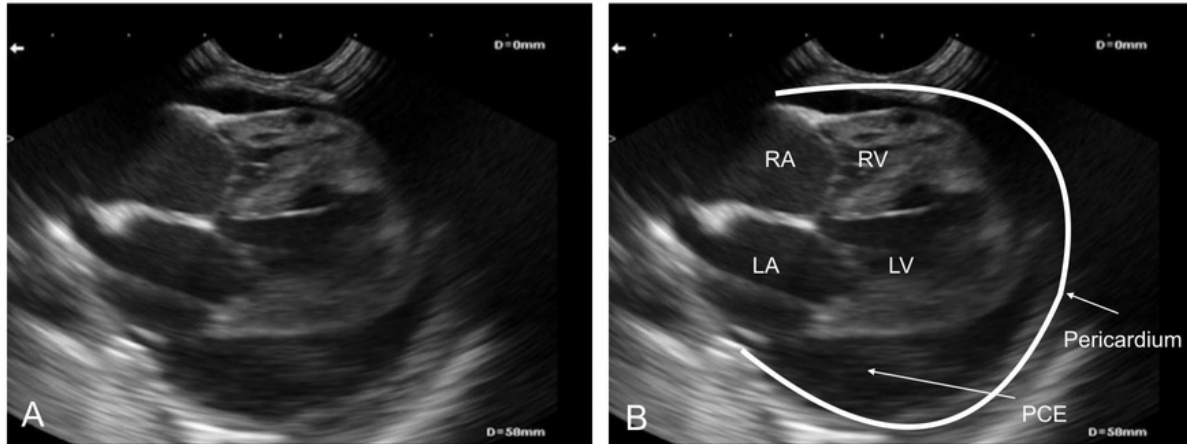 D=0mm
A
D=58mm
D=0mm
RA
RV
LA
LV
Pericardium
PCE
B
D=58mm